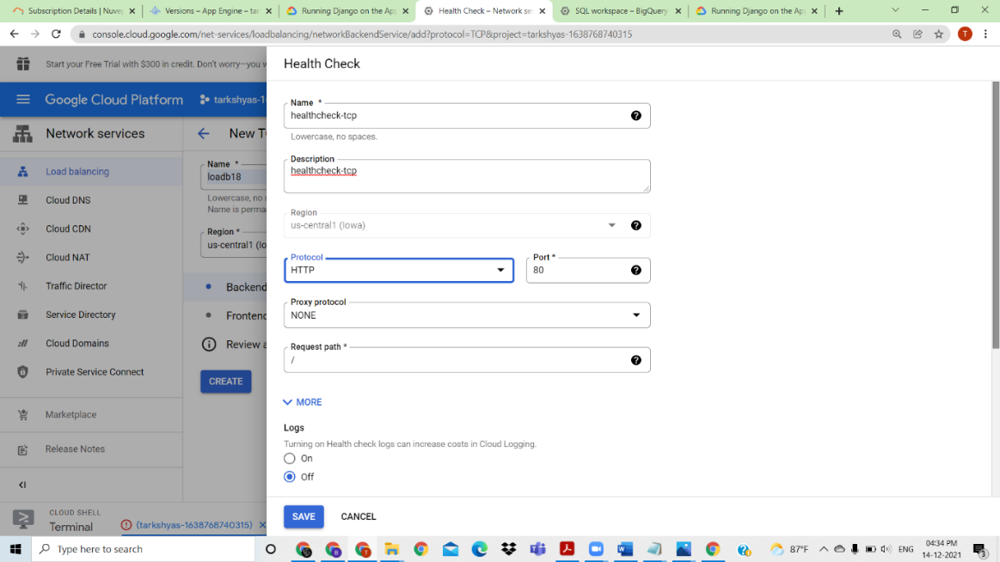 Subscription Details | Nuvep
Versions – App Engine – tar
Running Django on the App
Health Check – Network ser
SQL workspace – BigQuery
Running Django on the App
console.cloud.google.com/net-services/loadbalancing/networkBackendService/add?protocol=TCP&project=tarkshyas-1638768740315
T
Start your Free Trial with $300 in credit. Don't worry—you w
Google Cloud Platform
tarkshyas-1
Network services
Load balancing
Cloud DNS
Cloud CDN
Cloud NAT
Traffic Director
Service Directory
Cloud Domains
Private Service Connect
Marketplace
Release Notes
New T
Name *
loadb18
Lowercase, no
Name is perma
Region *
us-central1 (Io
Backend
Frontend
Review a
CREATE
Health Check
Name *
healthcheck-tcp
Lowercase, no spaces.
Description
healthcheck-tcp
Region
us-central1 (Iowa)
Protocol
HTTP
Port *
80
Proxy protocol
NONE
Request path *
/
MORE
Logs
Turning on Health check logs can increase costs in Cloud Logging.
On
Off
SAVE CANCEL
CLOUD SHELL
Terminal
(tarkshyas-1638768740315)
Type here to search
87°F
ENG
04:34 PM
14-12-2021
3